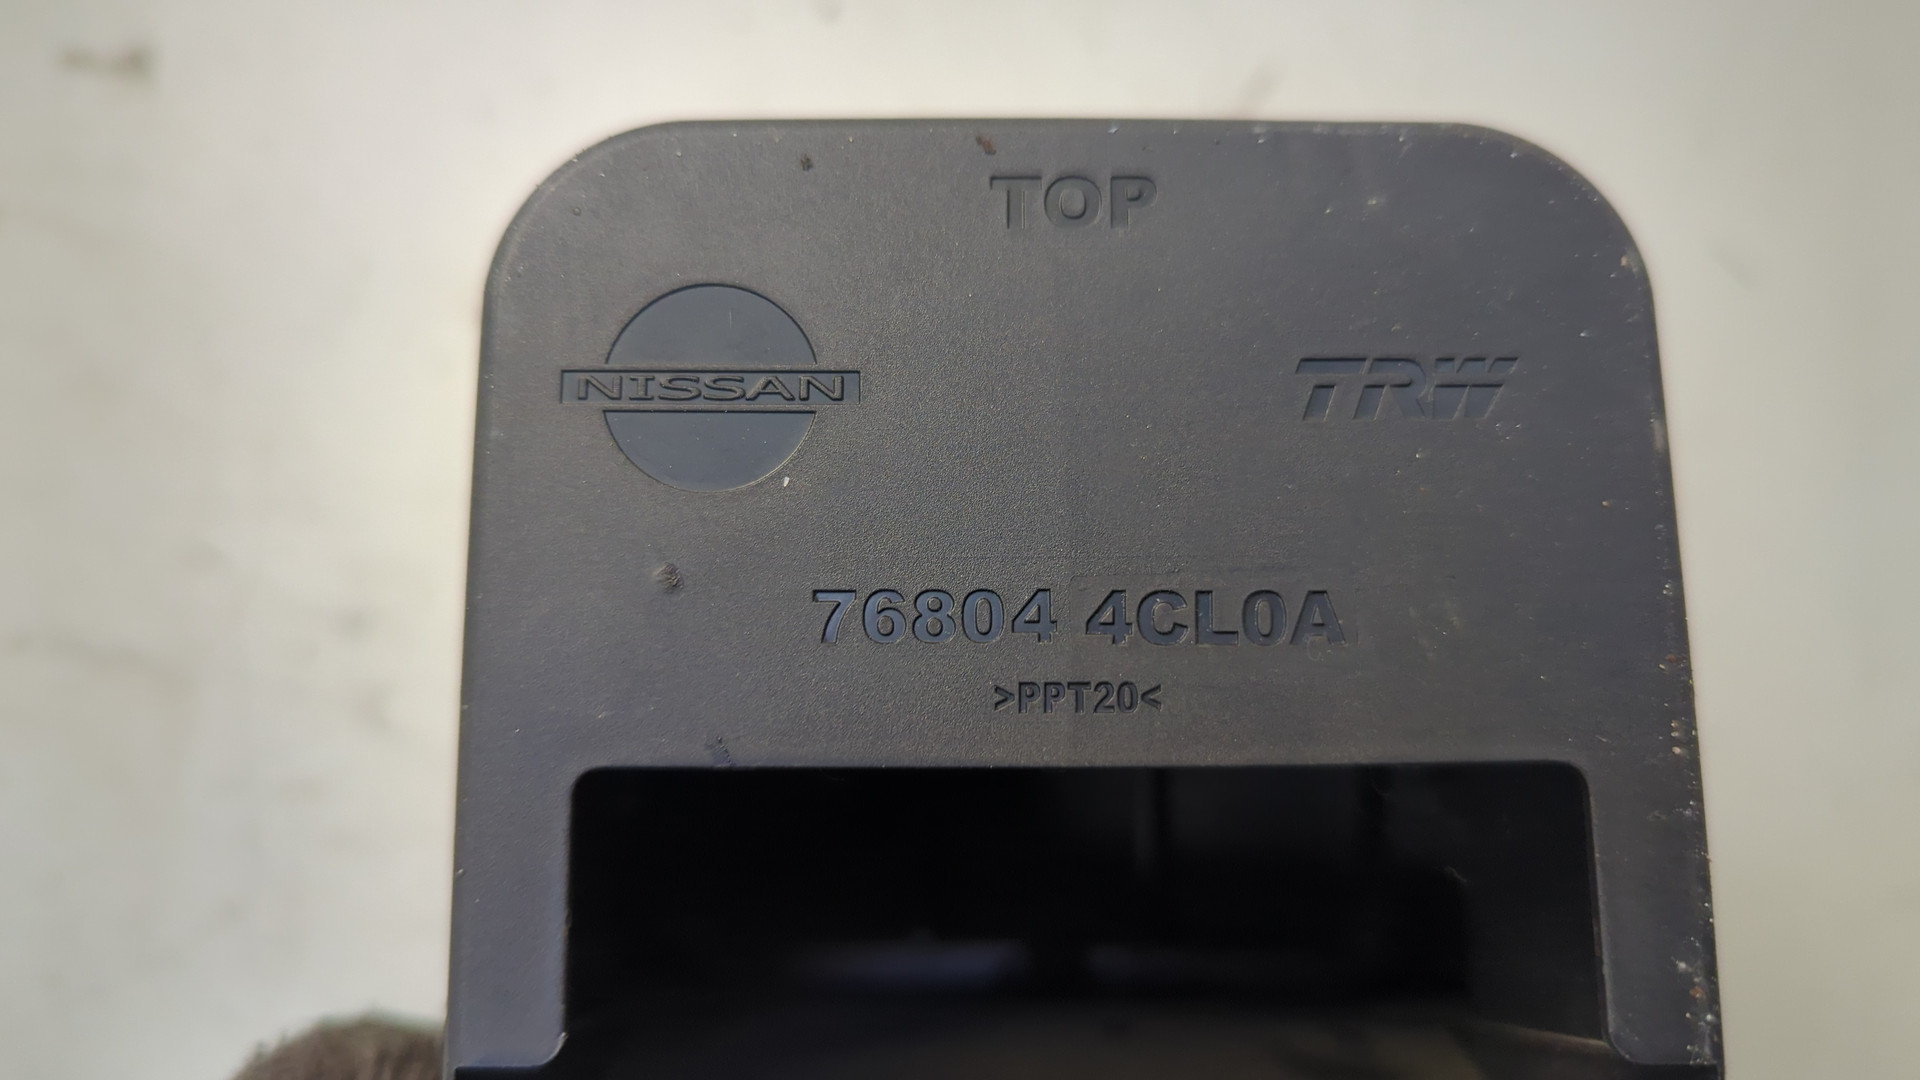 TOP
NISSAN
TRW
76804 4CL0A
>PPT20<